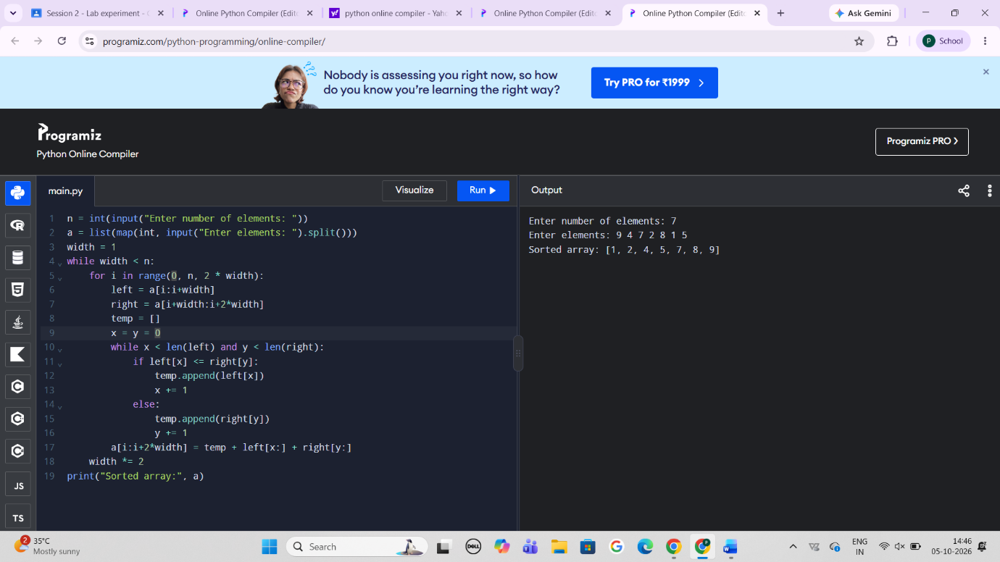 Session 2 - Lab experiment - 
Online Python Compiler (Edit
python online compiler - Yah
Online Python Compiler (Edit
Online Python Compiler (Edit
Ask Gemini
programiz.com/python-programming/online-compiler/
P School
Nobody is assessing you right now, so how
do you know you're learning the right way?
Try PRO for ₹1999
Programiz
Python Online Compiler
Programiz PRO
main.py
Visualize
Run
Output
1 n = int(input("Enter number of elements: "))
2 a = list(map(int, input("Enter elements: ").split()))
3 width = 1
4 while width < n:
5     for i in range(0, n, 2 * width):
6         left = a[i:i+width]
7         right = a[i+width:i+2*width]
8         temp = []
9         x = y = 0
10         while x < len(left) and y < len(right):
11             if left[x] <= right[y]:
12                 temp.append(left[x])
13                 x += 1
14             else:
15                 temp.append(right[y])
16                 y += 1
17         a[i:i+2*width] = temp + left[x:] + right[y:]
18     width *= 2
19 print("Sorted array:", a)
Enter number of elements: 7
Enter elements: 9 4 7 2 8 1 5
Sorted array: [1, 2, 4, 5, 7, 8, 9]
JS
TS
2
35°C
Mostly sunny
Search
DELL
ENG
IN
14:46
05-10-2026